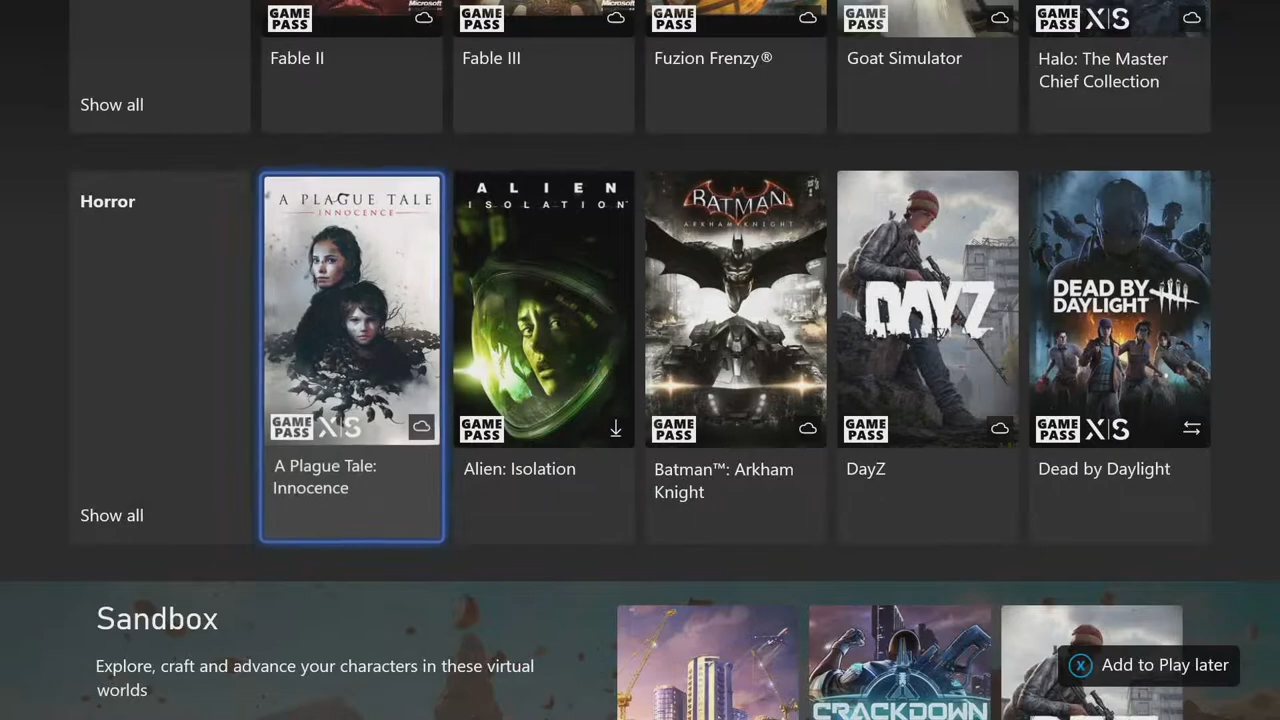 Microsoft
Microsoft
GAME
PASS
GAME
PASS
GAME
PASS
GAME
PASS
GAME
PASS
X|S
Fable II
Fable III
Fuzion Frenzy®
Goat Simulator
Halo: The Master
Chief Collection
Show all
Horror
A PLAGUE TALE
INNOCENCE
ALIEN
ISOLATION
BATMAN
ARKHAM KNIGHT
DAYZ
DEAD BY
DAYLIGHT
GAME
PASS
X|S
GAME
PASS
GAME
PASS
GAME
PASS
GAME
PASS
X|S
A Plague Tale:
Innocence
Alien: Isolation
Batman™: Arkham
Knight
DayZ
Dead by Daylight
Show all
Sandbox
Explore, craft and advance your characters in these virtual
worlds
CRACKDOWN
X Add to Play later